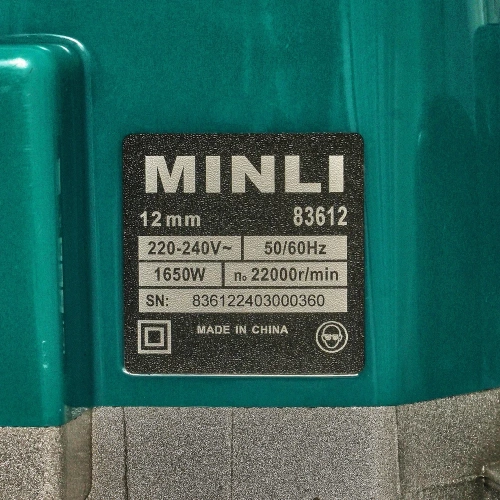 MINLI
12mm 83612
220-240V~ 50/60Hz
1650W n₀ 22000r/min
SN: 836122403000360
MADE IN CHINA